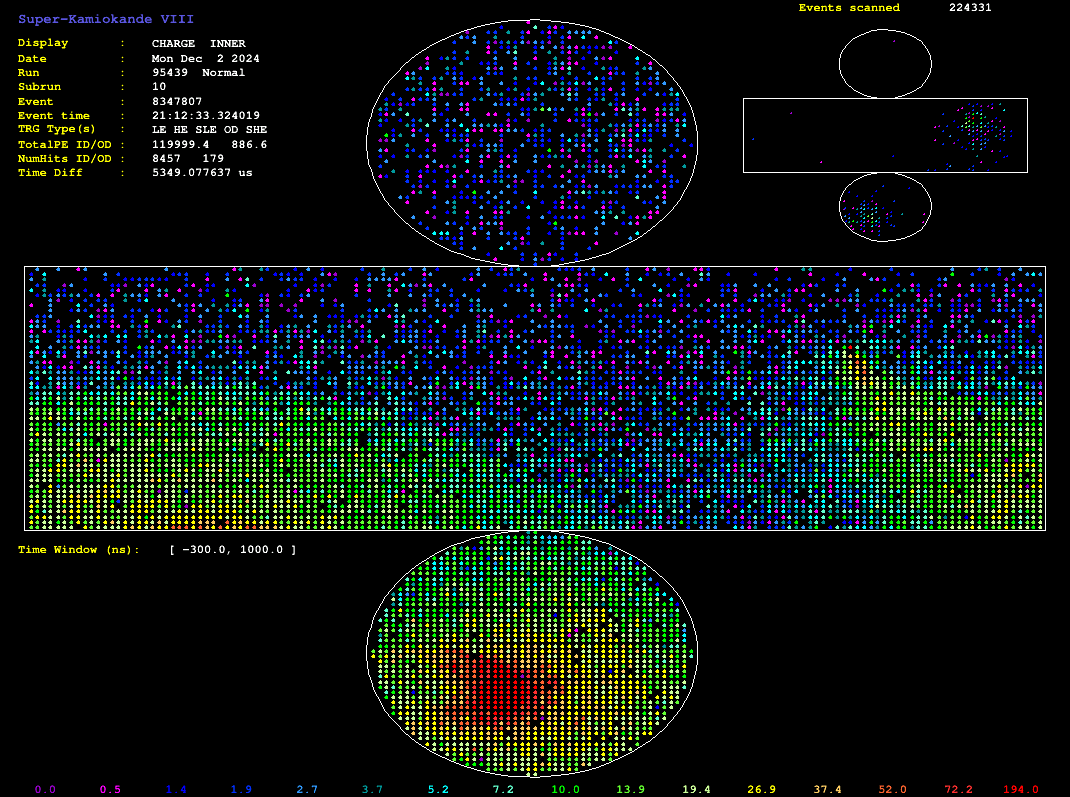 Super-Kamiokande VIII
Events scanned 224331
Display : CHARGE INNER
Date : Mon Dec 2 2024
Run : 95439 Normal
Subrun : 10
Event : 8347807
Event time : 21:12:33.324019
TRG Type(s) : LE HE SLE OD SHE
TotalPE ID/OD : 119999.4 886.6
NumHits ID/OD : 8457 179
Time Diff : 5349.077637 us
Time Window (ns): [ −300.0, 1000.0 ]
0.0 0.5 1.4 1.9 2.7 3.7 5.2 7.2 10.0 13.9 19.4 26.9 37.4 52.0 72.2 194.0